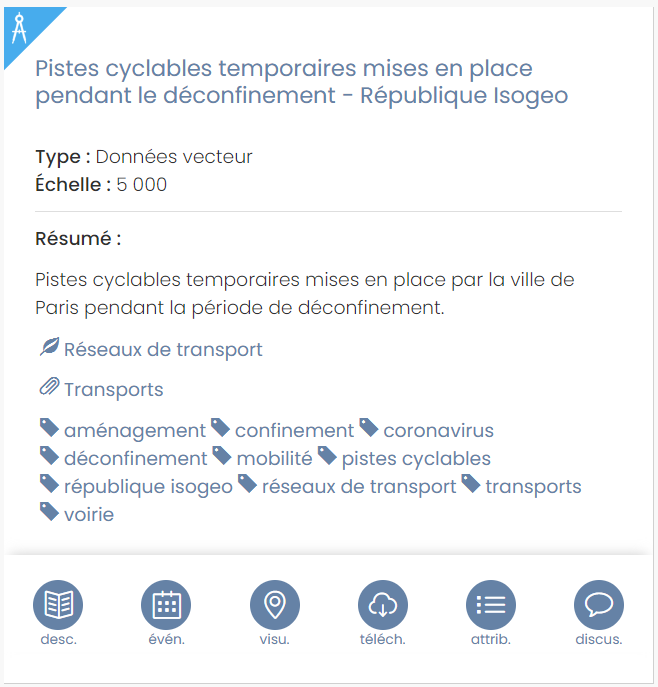 Pistes cyclables temporaires mises en place
pendant le déconfinement - République Isogeo
Type : Données vecteur
Échelle : 5 000
Résumé :
Pistes cyclables temporaires mises en place par la ville de
Paris pendant la période de déconfinement.
Réseaux de transport
Transports
aménagement confinement coronavirus
déconfinement mobilité pistes cyclables
république isogeo réseaux de transport transports
voirie
desc. évén. visu. téléch. attrib. discus.